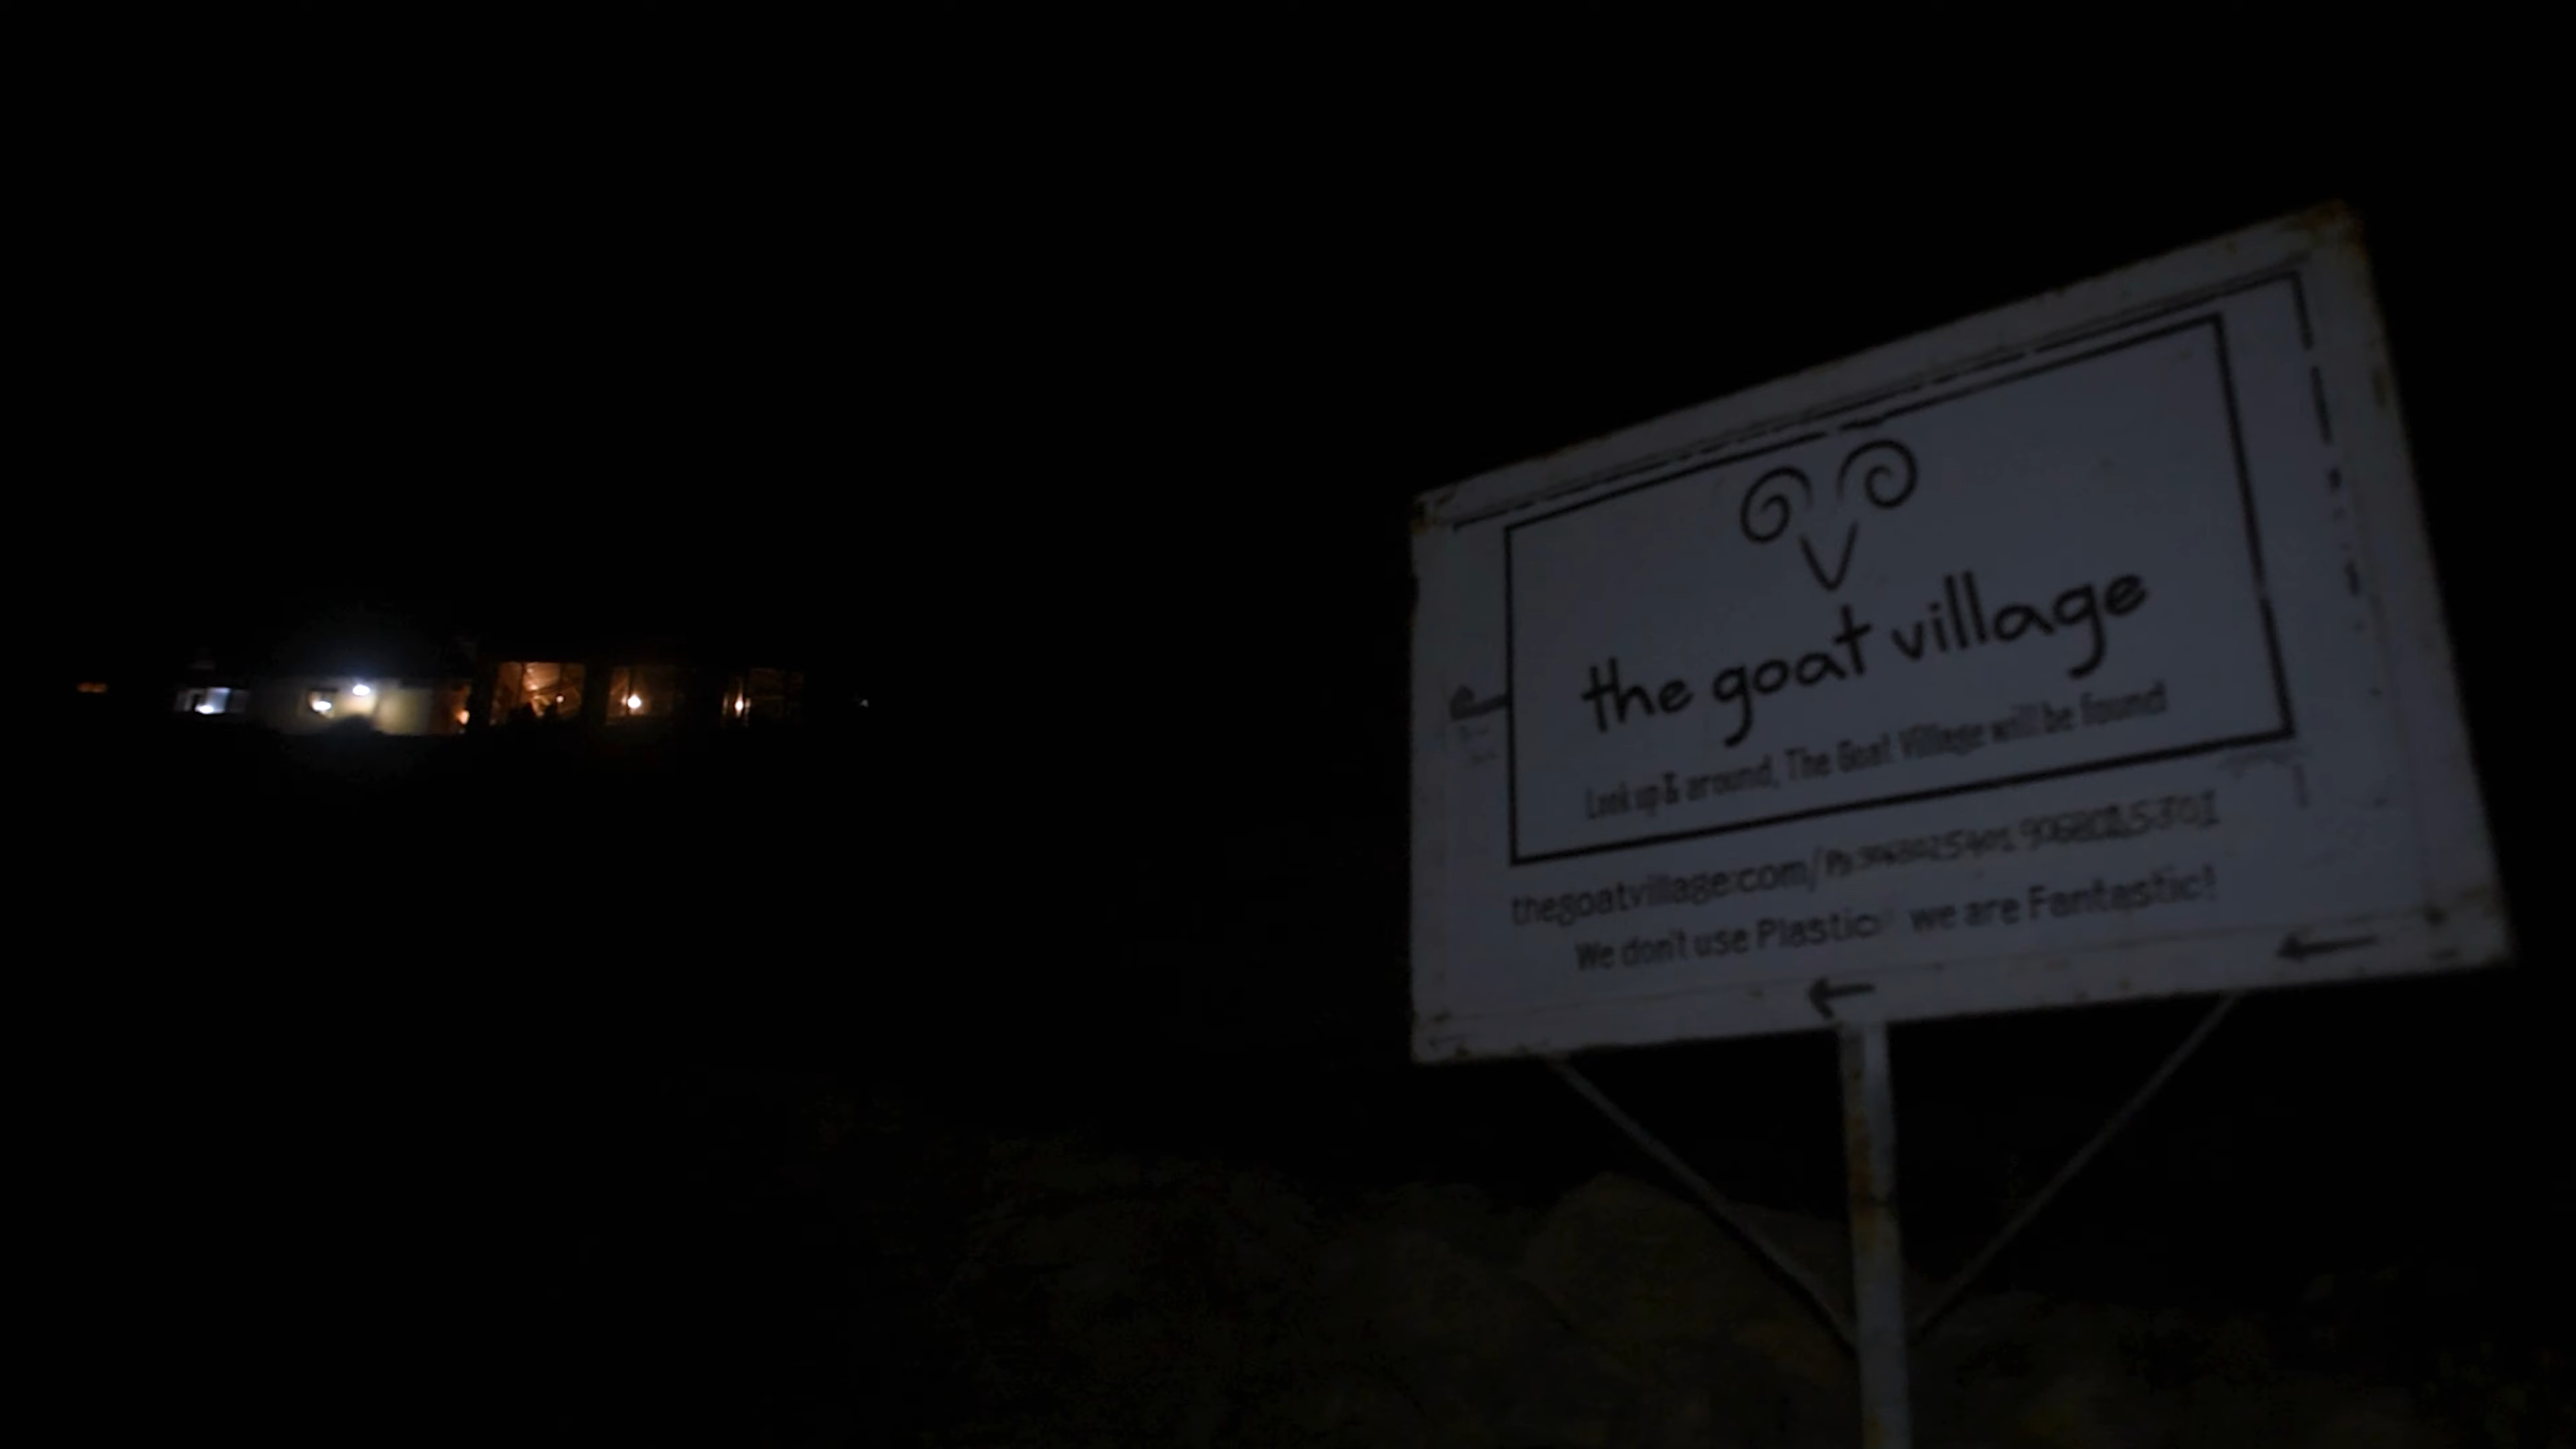 the goat village
Look up & around, The Goat Village will be found
thegoatvillage.com/
We don't use Plastic we are Fantastic!